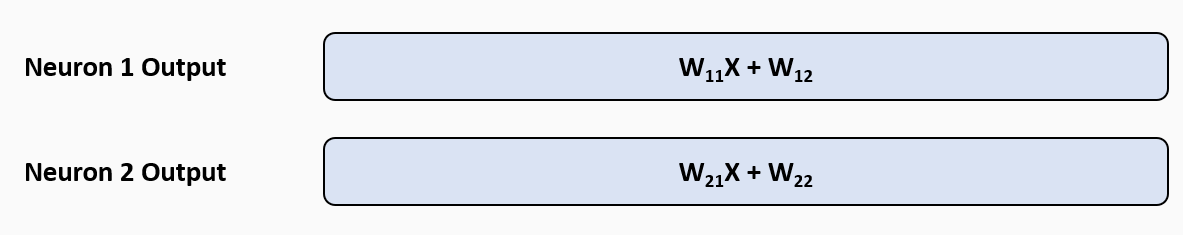 Neuron 1 Output W₁₁X + W₁₂
Neuron 2 Output W₂₁X + W₂₂